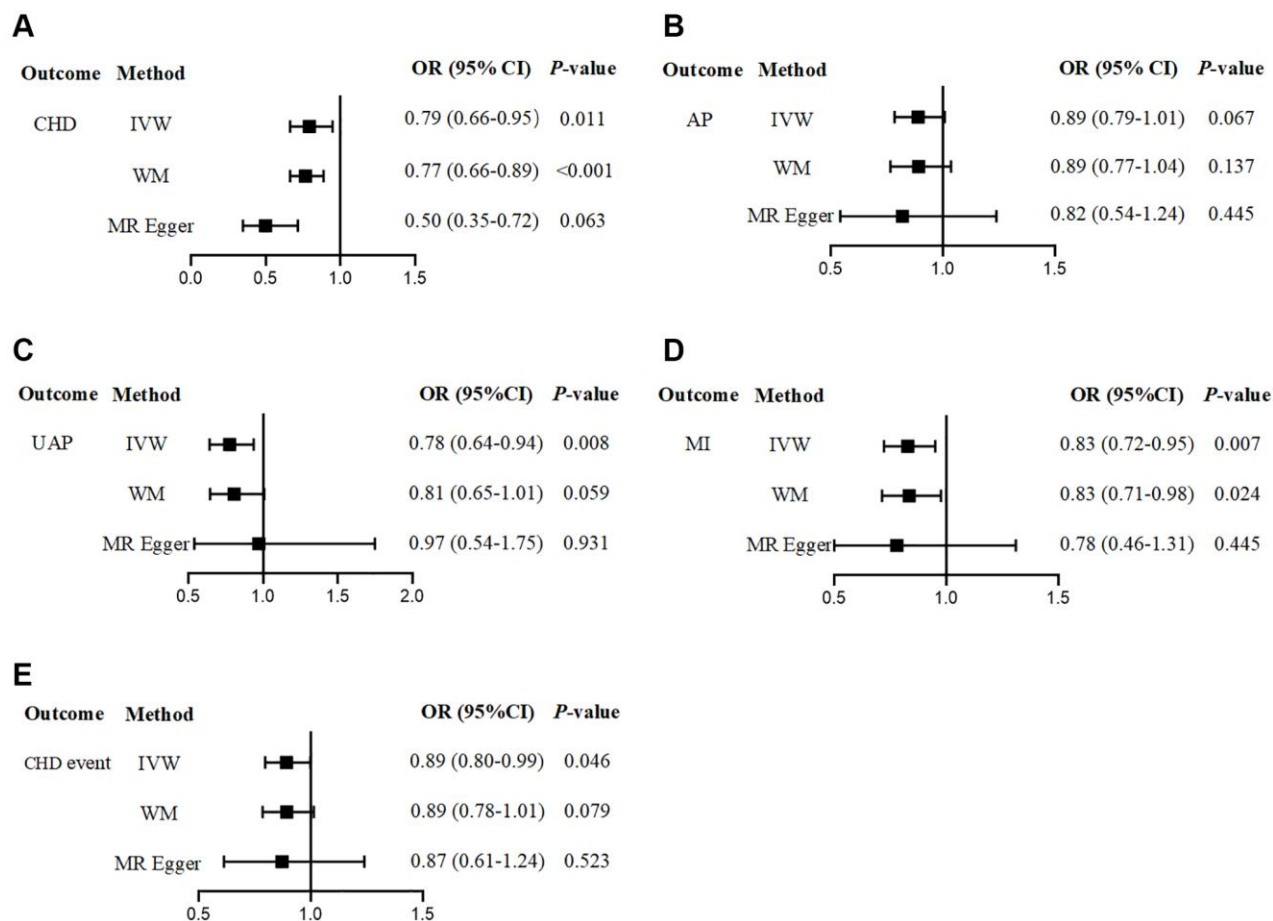 A
Outcome Method OR (95% CI) P-value
CHD IVW 0.79 (0.66-0.95) 0.011
WM 0.77 (0.66-0.89) <0.001
MR Egger 0.50 (0.35-0.72) 0.063
0.0 0.5 1.0 1.5
B
Outcome Method OR (95% CI) P-value
AP IVW 0.89 (0.79-1.01) 0.067
WM 0.89 (0.77-1.04) 0.137
MR Egger 0.82 (0.54-1.24) 0.445
0.5 1.0 1.5
C
Outcome Method OR (95%CI) P-value
UAP IVW 0.78 (0.64-0.94) 0.008
WM 0.81 (0.65-1.01) 0.059
MR Egger 0.97 (0.54-1.75) 0.931
0.5 1.0 1.5 2.0
D
Outcome Method OR (95%CI) P-value
MI IVW 0.83 (0.72-0.95) 0.007
WM 0.83 (0.71-0.98) 0.024
MR Egger 0.78 (0.46-1.31) 0.445
0.5 1.0 1.5
E
Outcome Method OR (95%CI) P-value
CHD event IVW 0.89 (0.80-0.99) 0.046
WM 0.89 (0.78-1.01) 0.079
MR Egger 0.87 (0.61-1.24) 0.523
0.5 1.0 1.5